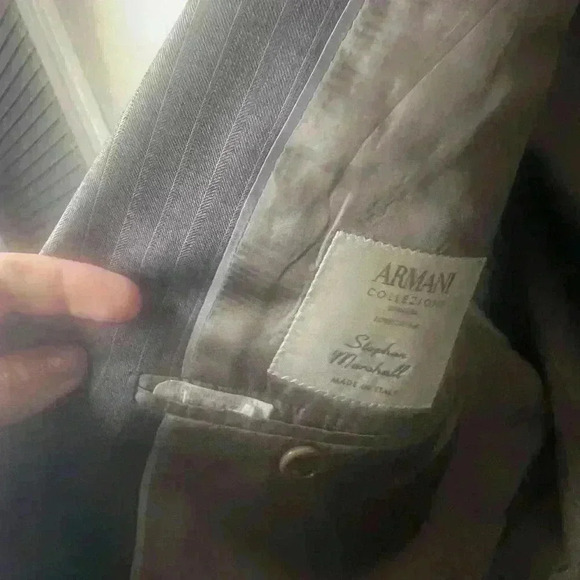 ARMANI
COLLEZIONI
Stephen
Marshall
MADE IN ITALY